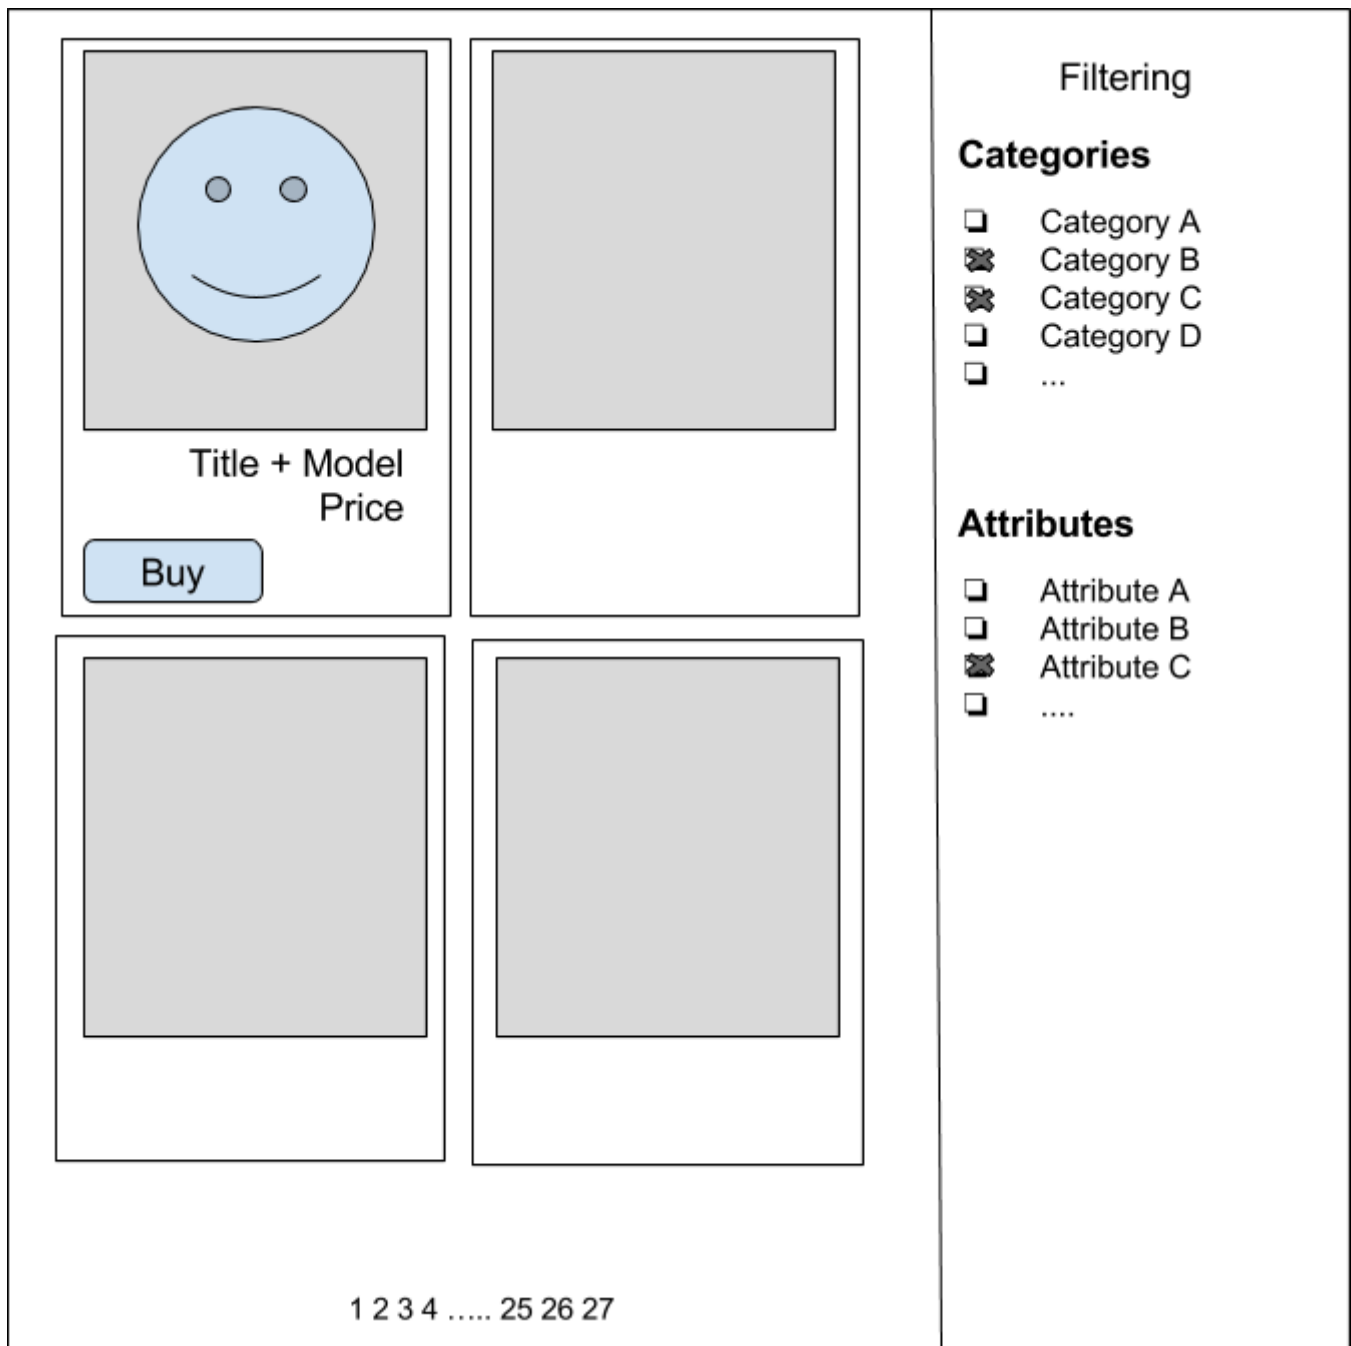 Title + Model
Price
Buy
1 2 3 4 ..... 25 26 27
Filtering
Categories
Category A
Category B
Category C
Category D
...
Attributes
Attribute A
Attribute B
Attribute C
....